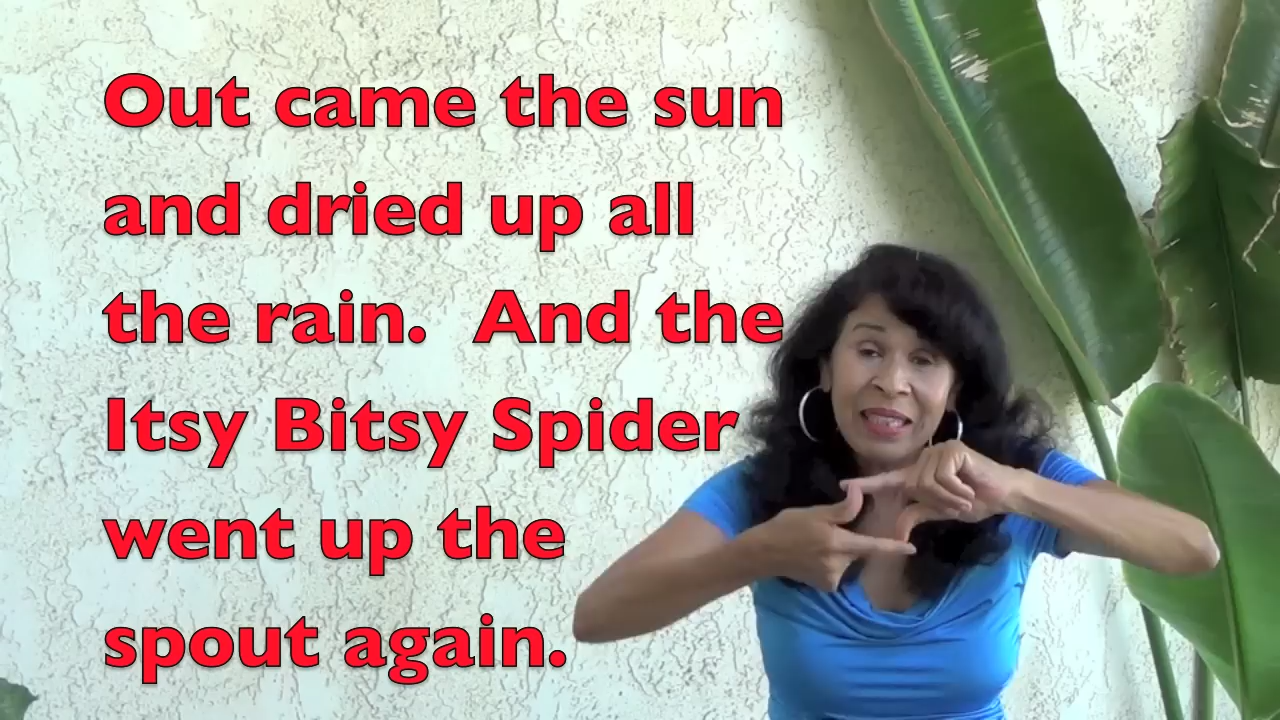 Out came the sun
and dried up all
the rain.  And the
Itsy Bitsy Spider
went up the
spout again.